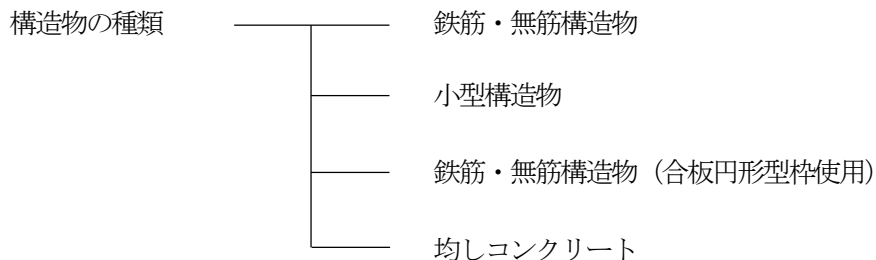 構造物の種類
鉄筋・無筋構造物
小型構造物
鉄筋・無筋構造物（合板円形型枠使用）
均しコンクリート